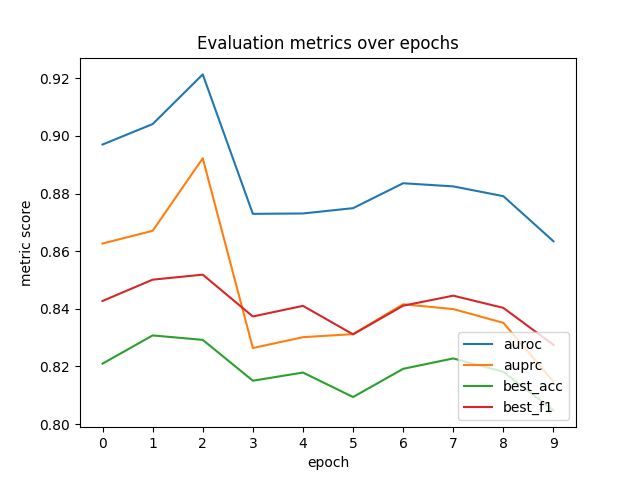 Evaluation metrics over epochs
metric score
0.92
0.90
0.88
0.86
0.84
0.82
0.80
0 1 2 3 4 5 6 7 8 9
epoch
auroc
auprc
best_acc
best_f1